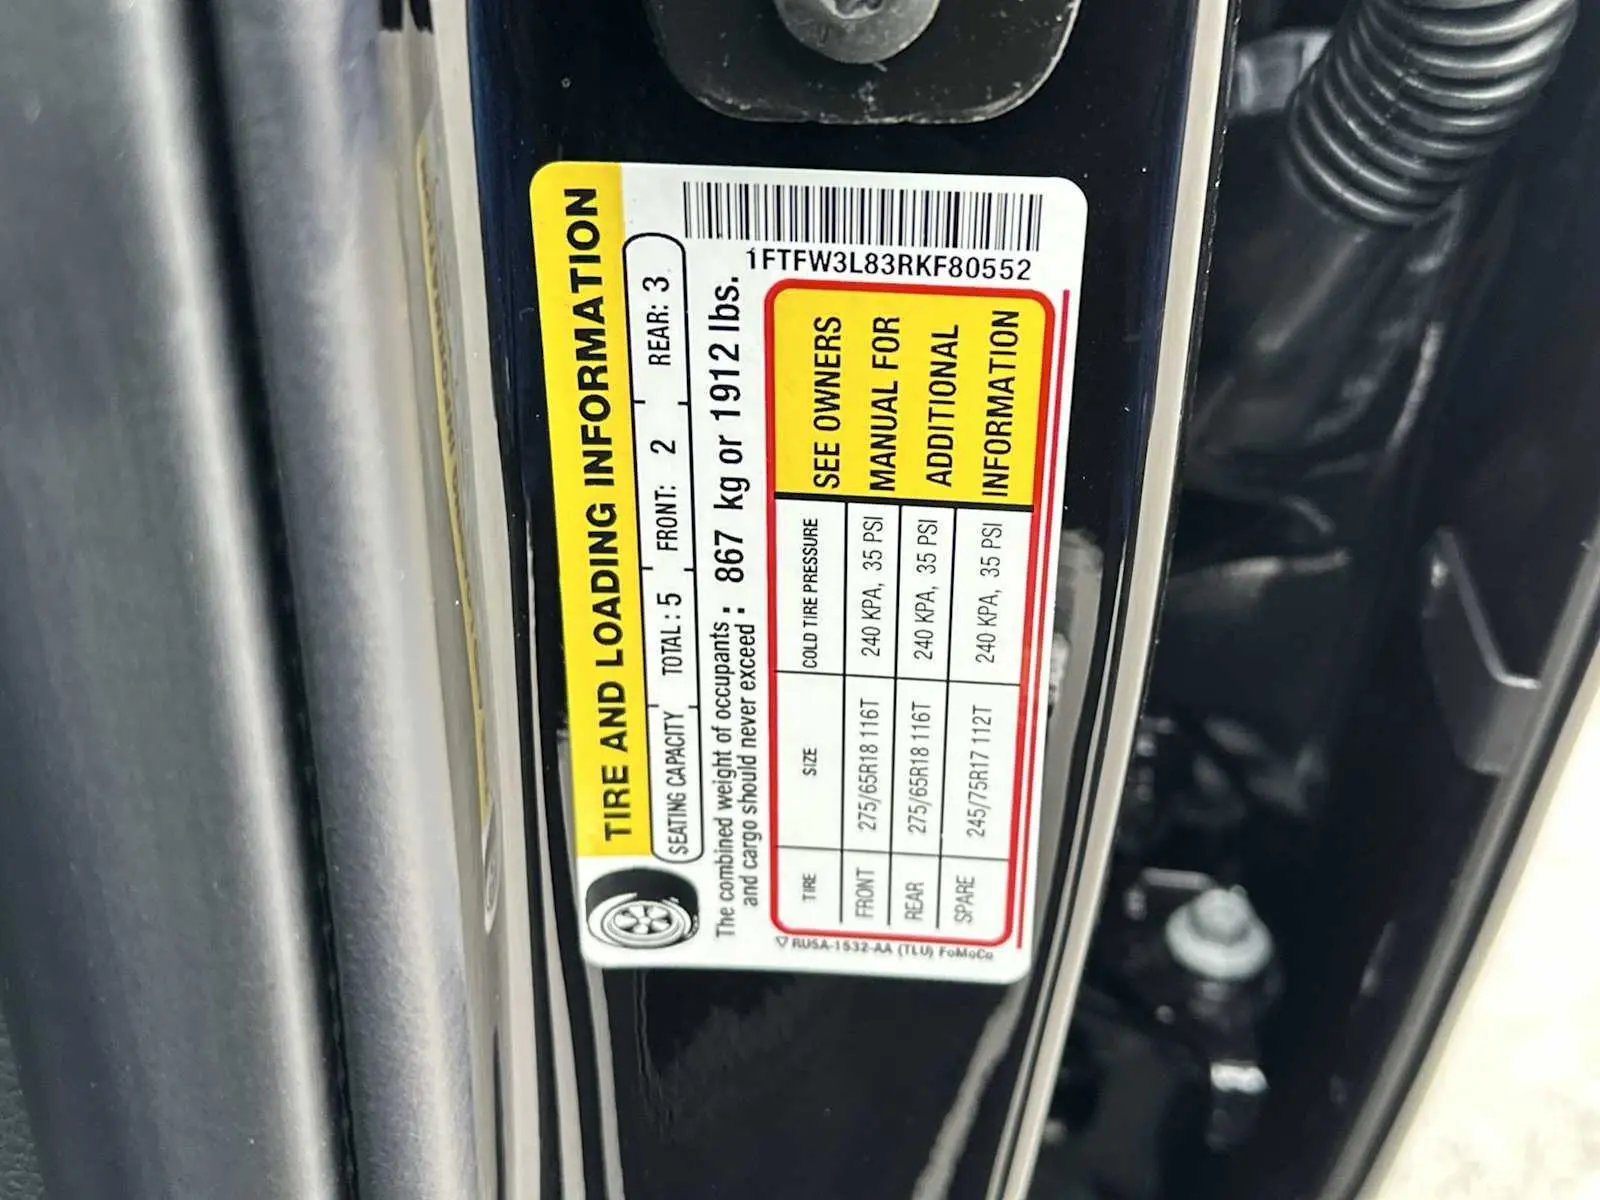 1FTFW3L83RKF80552
TIRE AND LOADING INFORMATION
SEATING CAPACITY TOTAL: 5 FRONT: 2 REAR: 3
The combined weight of occupants and cargo should never exceed : 867 kg or 1912 lbs.
TIRE SIZE COLD TIRE PRESSURE
FRONT 275/65R18 116T 240 KPA, 35 PSI
REAR 275/65R18 116T 240 KPA, 35 PSI
SPARE 245/75R17 112T 240 KPA, 35 PSI
SEE OWNERS
MANUAL FOR
ADDITIONAL
INFORMATION
RU5A-1532-AA (TLU) FoMoCo